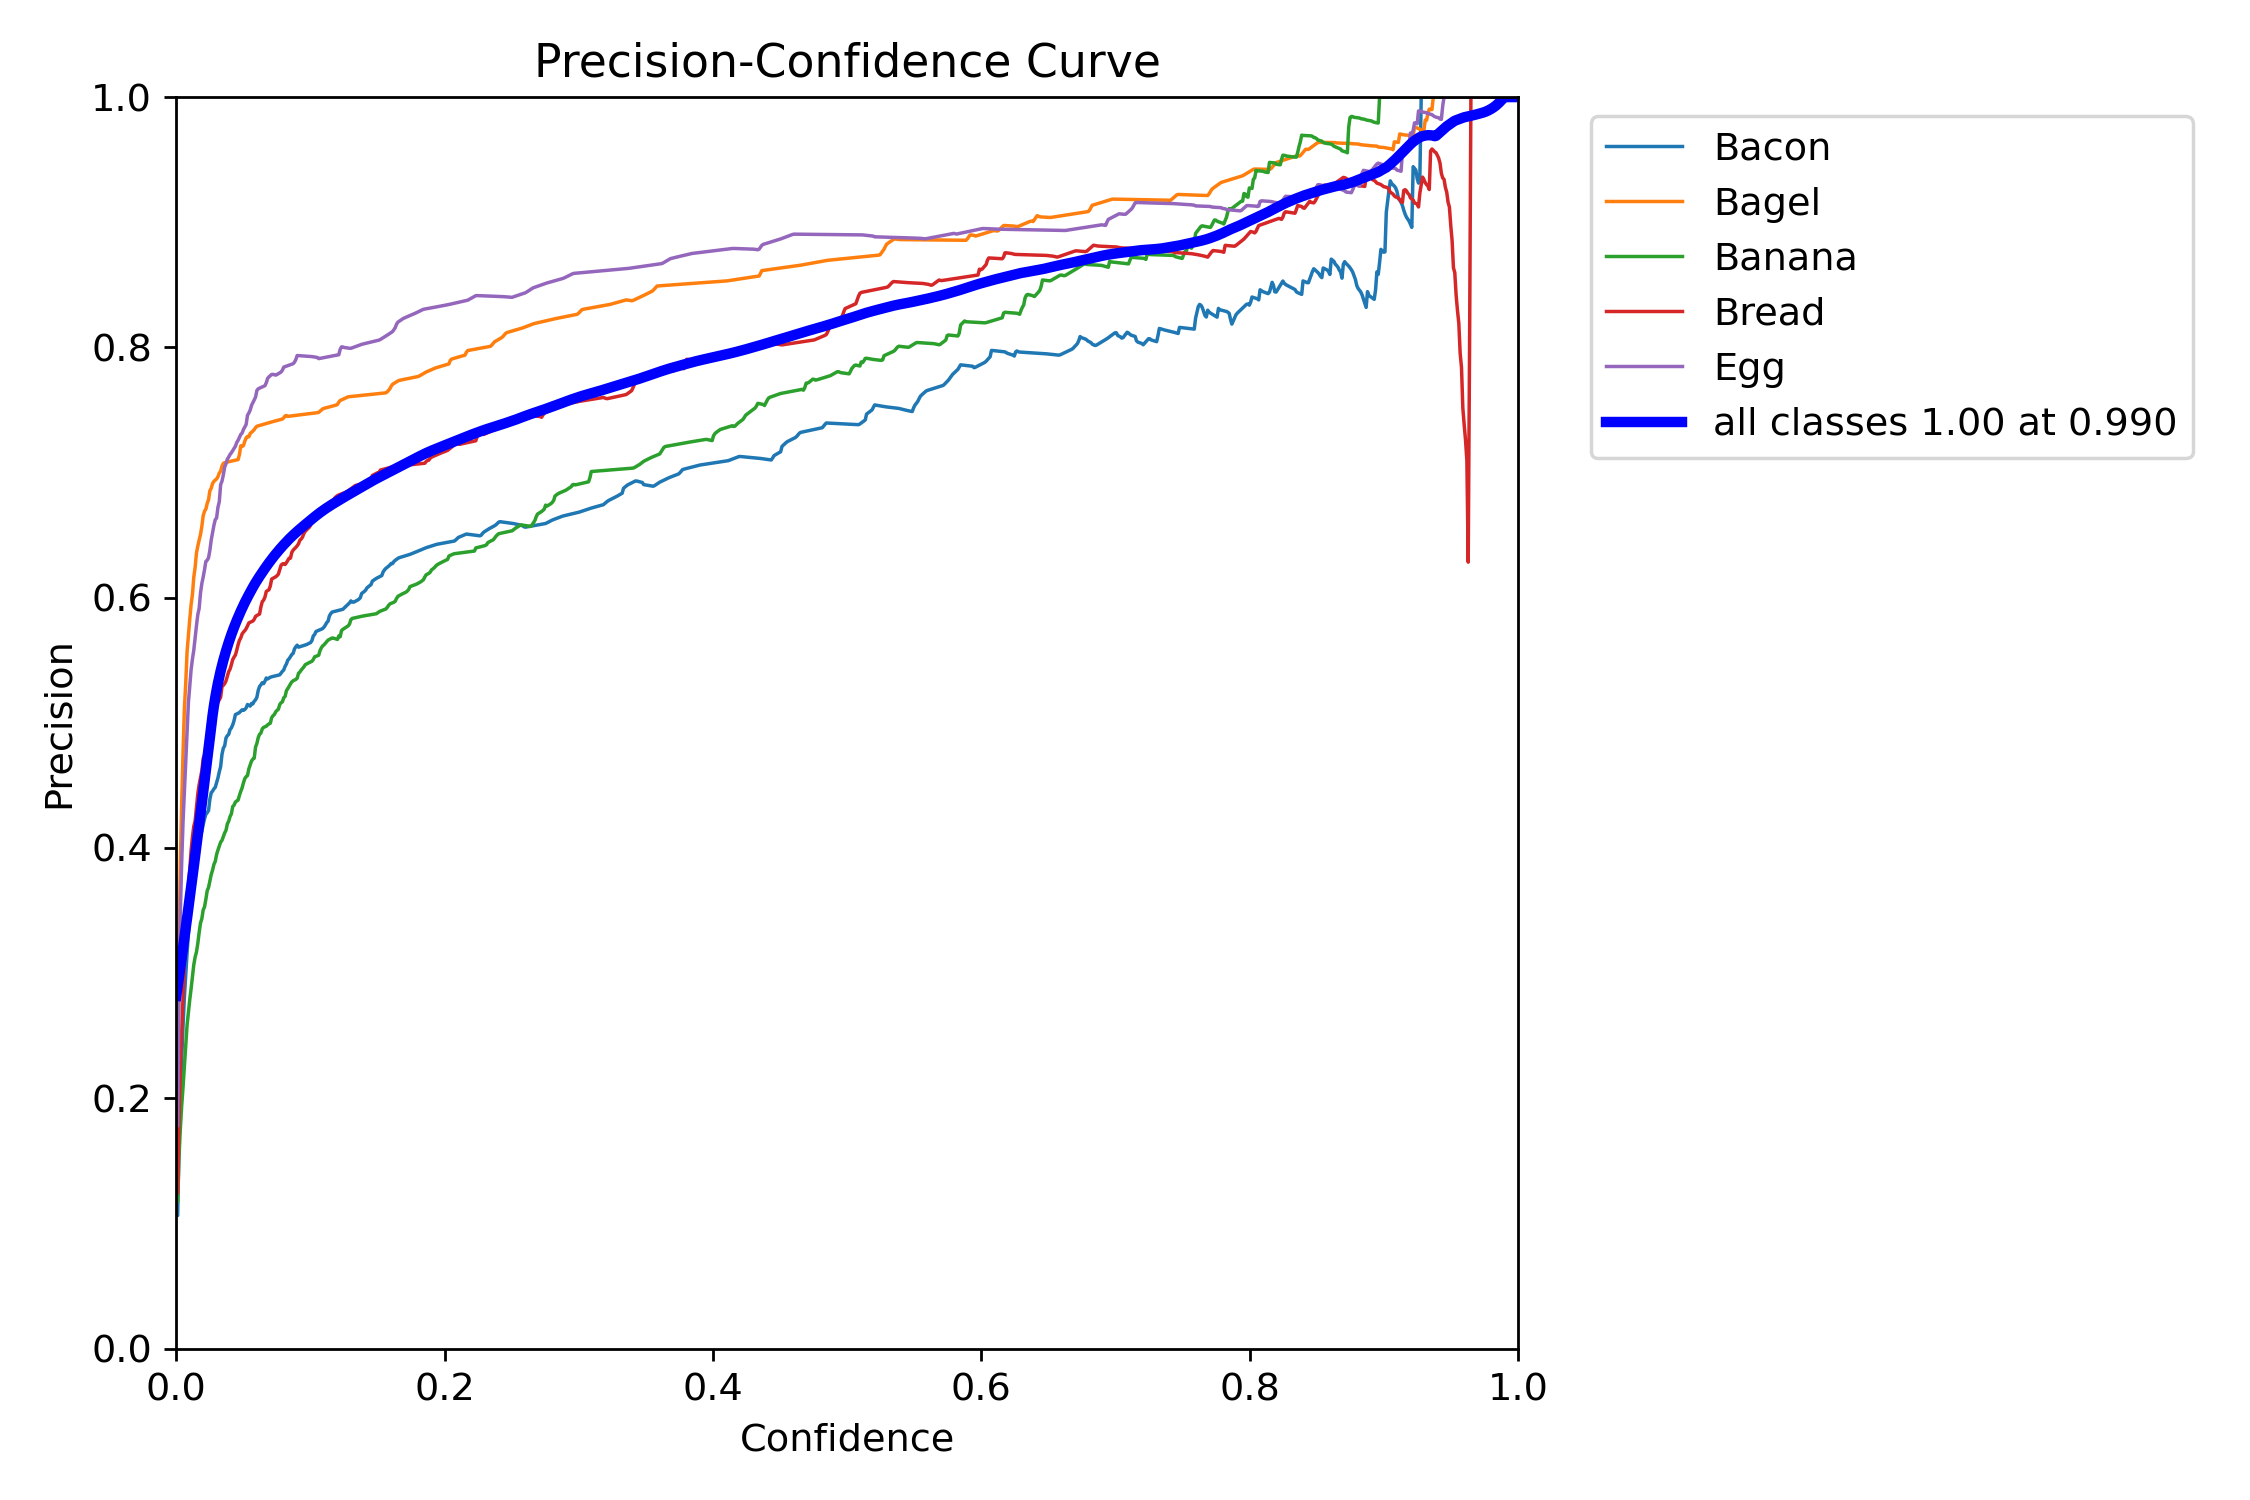 Precision-Confidence Curve
1.0
0.8
0.6
0.4
0.2
0.0
Precision
0.0 0.2 0.4 0.6 0.8 1.0
Confidence
Bacon
Bagel
Banana
Bread
Egg
all classes 1.00 at 0.990